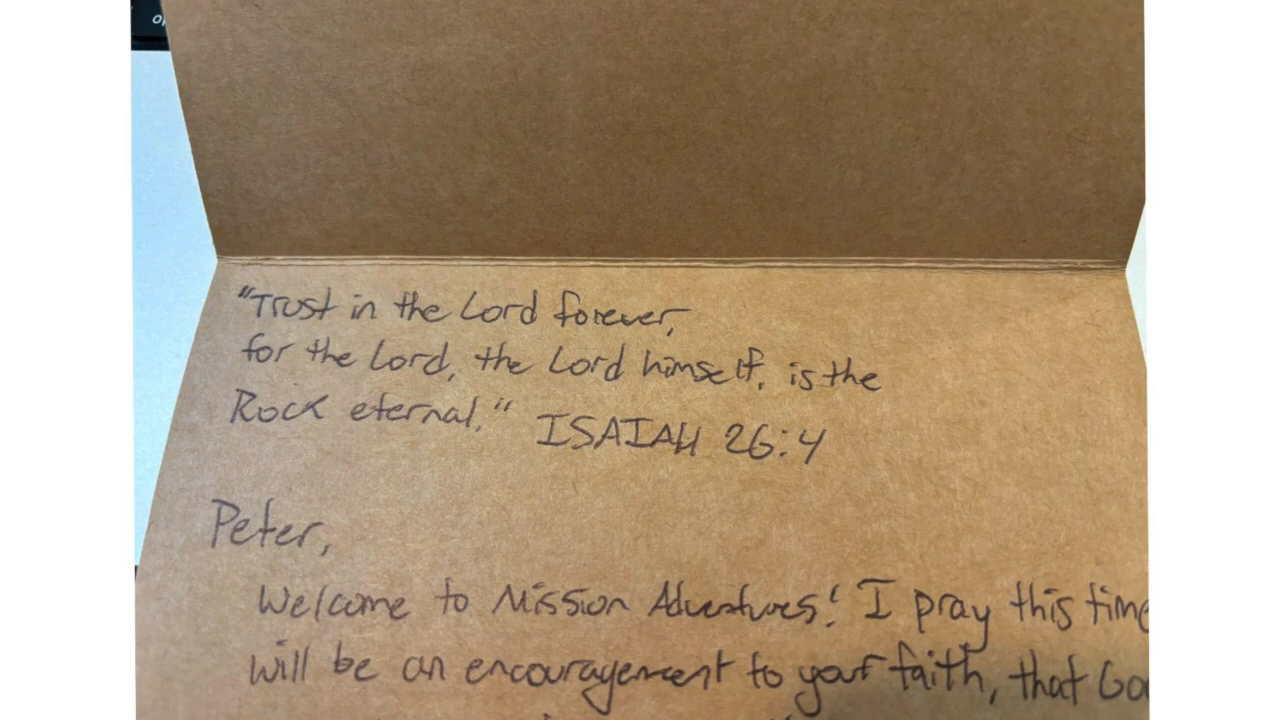 "Trust in the Lord forever,
for the Lord, the Lord himself, is the
Rock eternal." ISAIAH 26:4
Peter,
Welcome to Mission Adventures! I pray this time
will be an encouragement to your faith, that